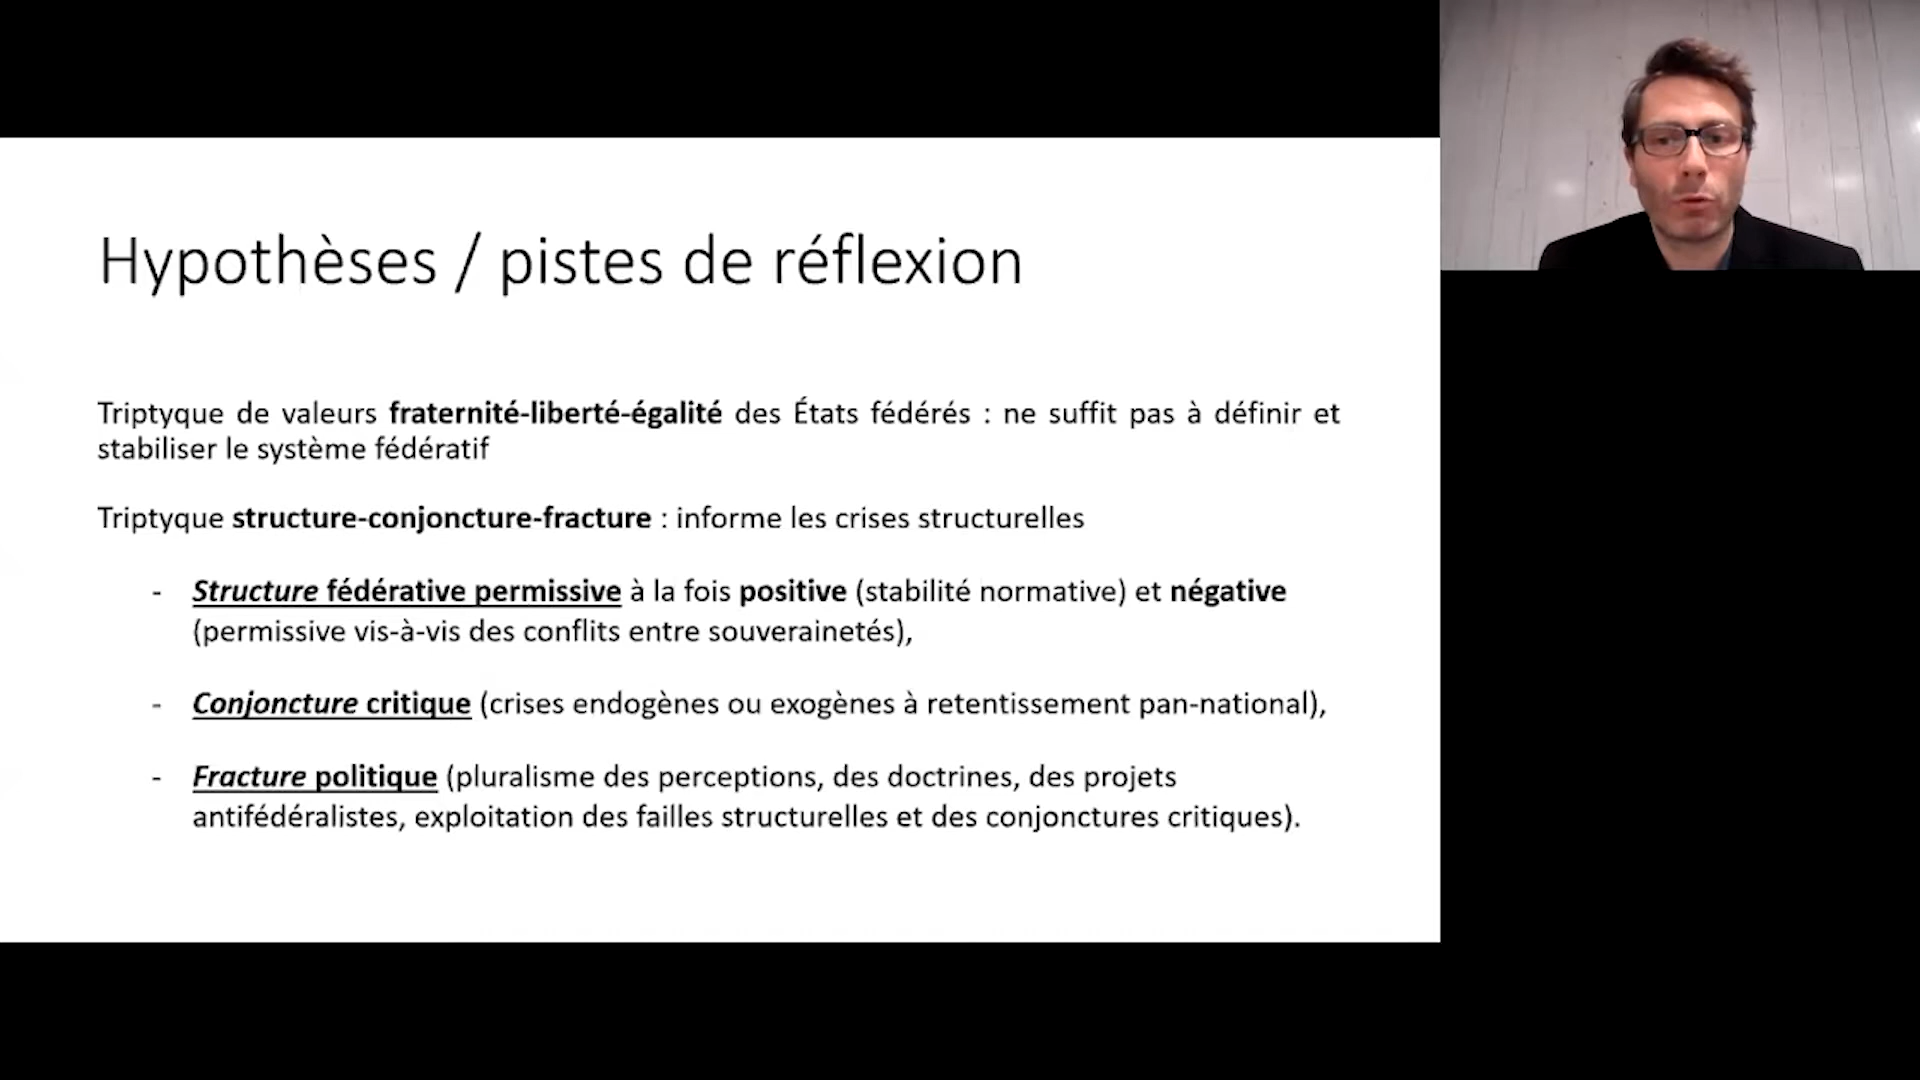 Hypothèses / pistes de réflexion
Triptyque de valeurs fraternité-liberté-égalité des États fédérés : ne suffit pas à définir et
stabiliser le système fédératif
Triptyque structure-conjoncture-fracture : informe les crises structurelles
- Structure fédérative permissive à la fois positive (stabilité normative) et négative
(permissive vis-à-vis des conflits entre souverainetés),
- Conjoncture critique (crises endogènes ou exogènes à retentissement pan-national),
- Fracture politique (pluralisme des perceptions, des doctrines, des projets
antifédéralistes, exploitation des failles structurelles et des conjonctures critiques).